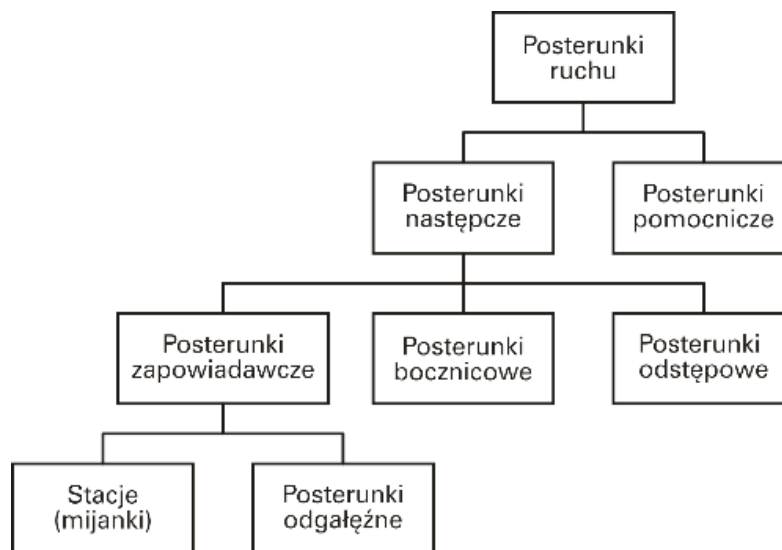 Posterunki
ruchu
Posterunki
następcze
Posterunki
pomocnicze
Posterunki
zapowiadawcze
Posterunki
bocznicowe
Posterunki
odstępowe
Stacje
(mijanki)
Posterunki
odgałęźne